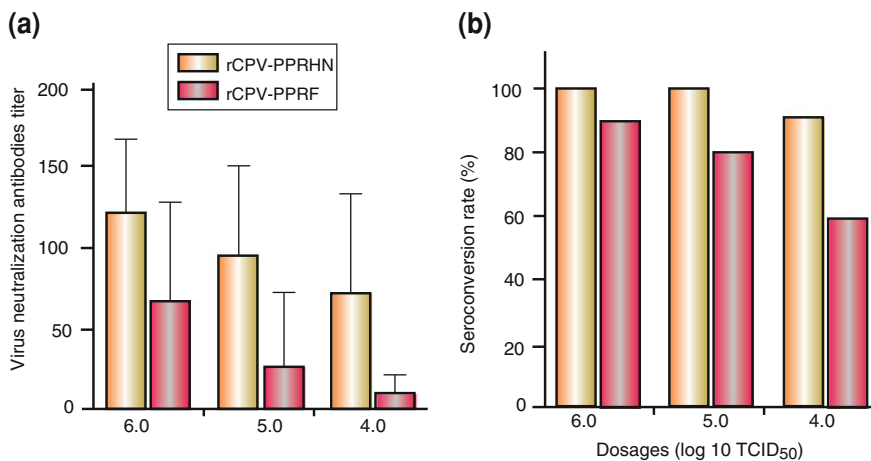 (a)
rCPV-PPRHN
rCPV-PPRF
Virus neutralization antibodies titer
200
150
100
50
0
6.0
5.0
4.0
(b)
Seroconversion rate (%)
100
80
60
40
20
0
6.0
5.0
4.0
Dosages (log 10 TCID50)